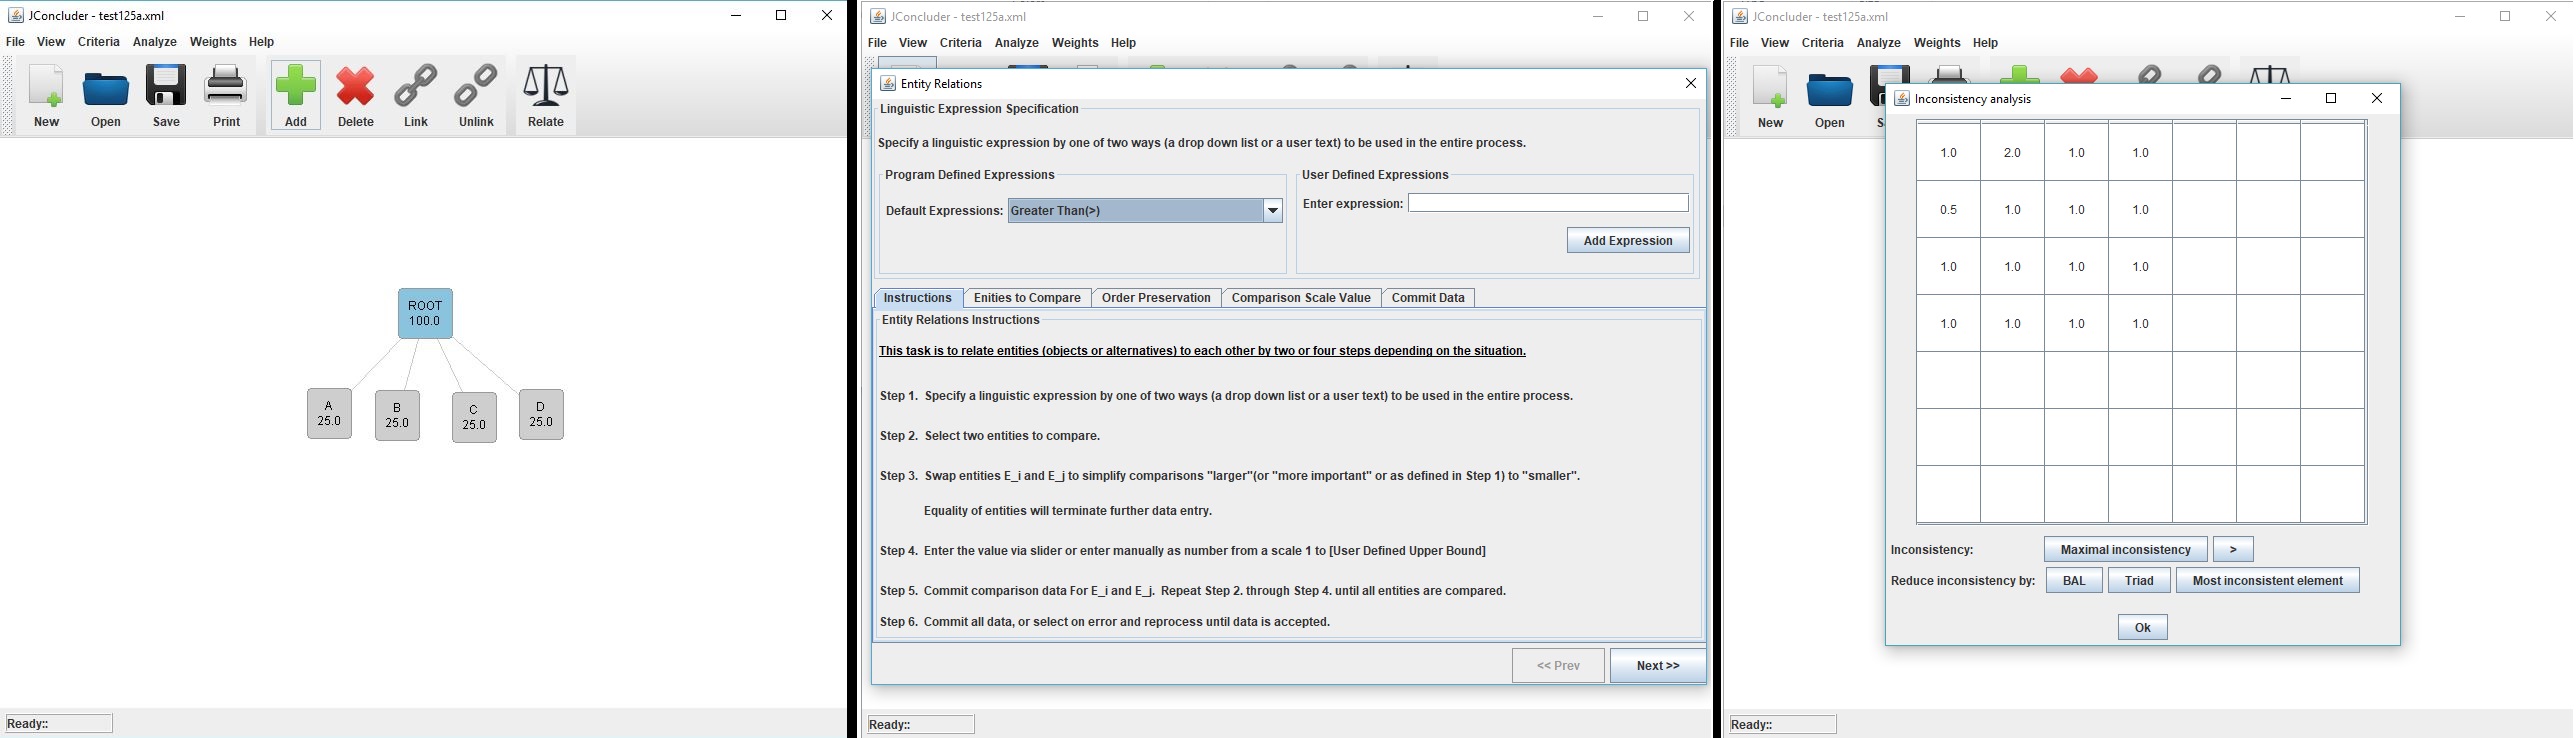 JConcluder - test125a.xml
File View Criteria Analyze Weights Help
New Open Save Print Add Delete Link Unlink Relate
ROOT
100.0
A
25.0
B
25.0
C
25.0
D
25.0
Ready::
JConcluder - test125a.xml
File View Criteria Analyze Weights Help
Entity Relations
Linguistic Expression Specification
Specify a linguistic expression by one of two ways (a drop down list or a user text) to be used in the entire process.
Program Defined Expressions
Default Expressions: Greater Than(>)
User Defined Expressions
Enter expression:
Add Expression
Instructions Enities to Compare Order Preservation Comparison Scale Value Commit Data
Entity Relations Instructions
This task is to relate entities (objects or alternatives) to each other by two or four steps depending on the situation.
Step 1. Specify a linguistic expression by one of two ways (a drop down list or a user text) to be used in the entire process.
Step 2. Select two entities to compare.
Step 3. Swap entities E_i and E_j to simplify comparisons "larger"(or "more important" or as defined in Step 1) to "smaller".
Equality of entities will terminate further data entry.
Step 4. Enter the value via slider or enter manually as number from a scale 1 to [User Defined Upper Bound]
Step 5. Commit comparison data For E_i and E_j. Repeat Step 2. through Step 4. until all entities are compared.
Step 6. Commit all data, or select on error and reprocess until data is accepted.
<< Prev Next >>
Ready::
JConcluder - test125a.xml
File View Criteria Analyze Weights Help
New Open
Inconsistency analysis
1.0 2.0 1.0 1.0
0.5 1.0 1.0 1.0
1.0 1.0 1.0 1.0
1.0 1.0 1.0 1.0
Inconsistency: Maximal inconsistency >
Reduce inconsistency by: BAL Triad Most inconsistent element
Ok
Ready::